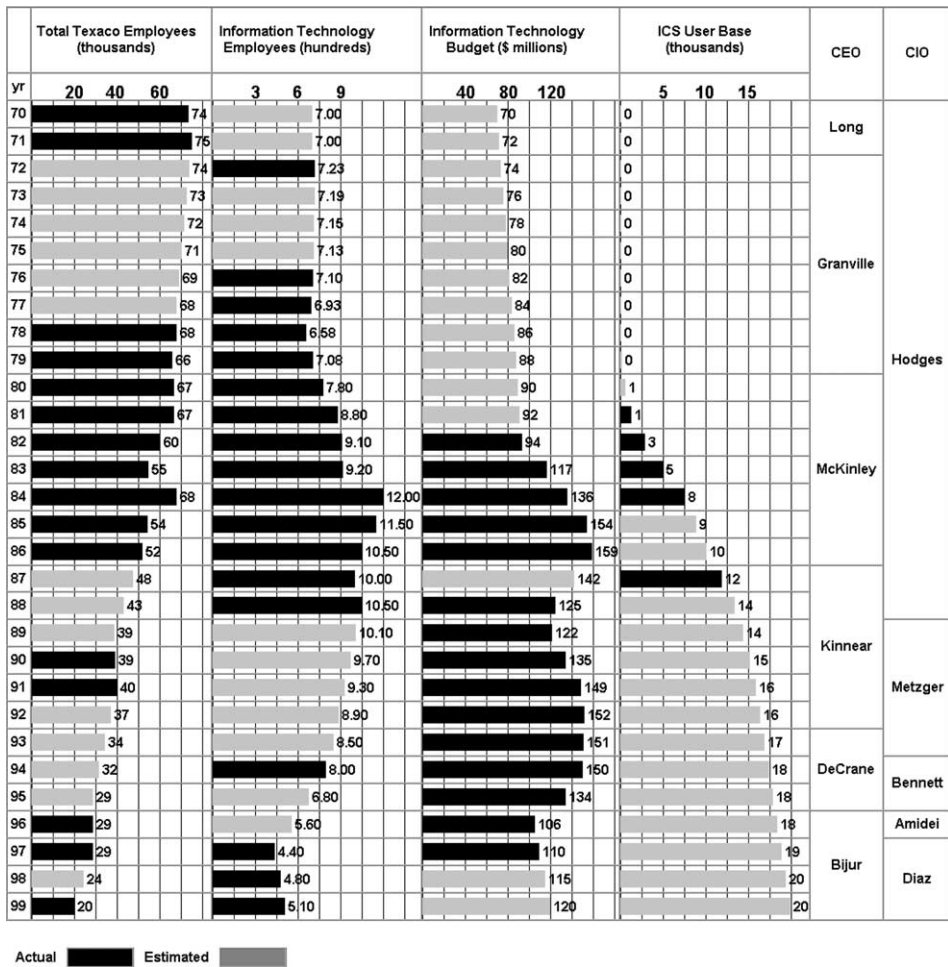 Total Texaco Employees (thousands) Information Technology Employees (hundreds) Information Technology Budget ($ millions) ICS User Base (thousands) CEO CIO
yr 20 40 60 3 6 9 40 80 120 5 10 15
70 74 7.00 70 0 Long Hodges
71 75 7.00 72 0
72 74 7.23 74 0 Granville
73 73 7.19 76 0
74 72 7.15 78 0
75 71 7.13 80 0
76 69 7.10 82 0
77 68 6.93 84 0
78 68 6.58 86 0
79 66 7.08 88 0
80 67 7.80 90 1 McKinley
81 67 8.80 92 1
82 60 9.10 94 3
83 55 9.20 117 5
84 68 12.00 136 8
85 54 11.50 154 9
86 52 10.50 159 10
87 48 10.00 142 12 Kinnear
88 43 10.50 125 14
89 39 10.10 122 14 Metzger
90 39 9.70 135 15
91 40 9.30 149 16
92 37 8.90 152 16
93 34 8.50 151 17 DeCrane
94 32 8.00 150 18 Bennett
95 29 6.80 134 18
96 29 5.60 106 18 Bijur Amidei
97 29 4.40 110 19 Diaz
98 24 4.80 115 20
99 20 5.10 120 20
Actual Estimated